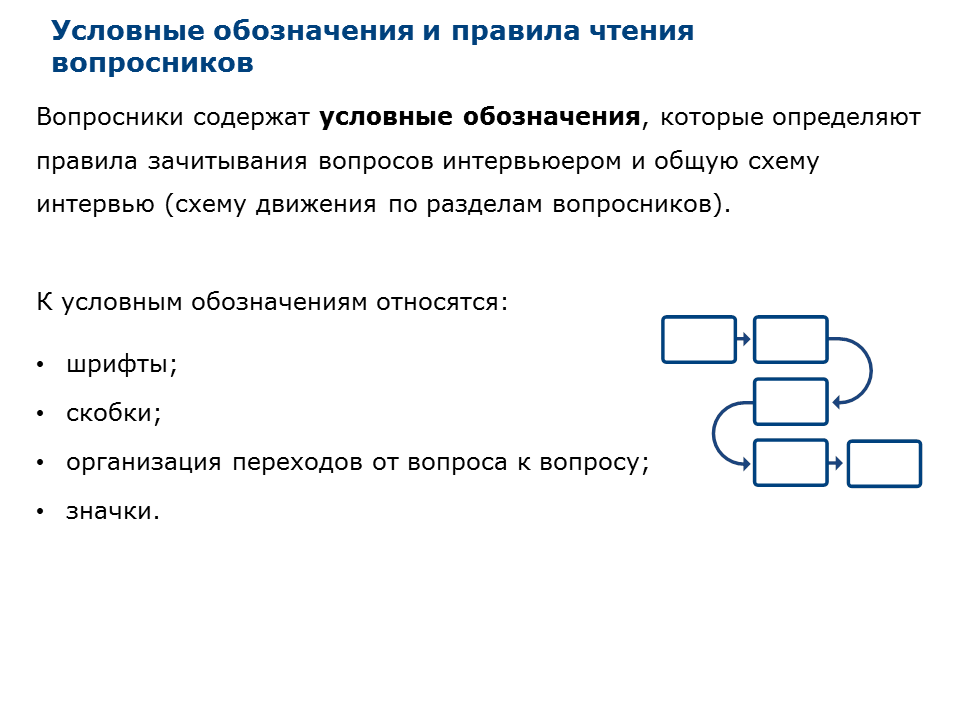 Условные обозначения и правила чтения
вопросников
Вопросники содержат условные обозначения, которые определяют
правила зачитывания вопросов интервьюером и общую схему
интервью (схему движения по разделам вопросников).
К условным обозначениям относятся:
• шрифты;
• скобки;
• организация переходов от вопроса к вопросу;
• значки.